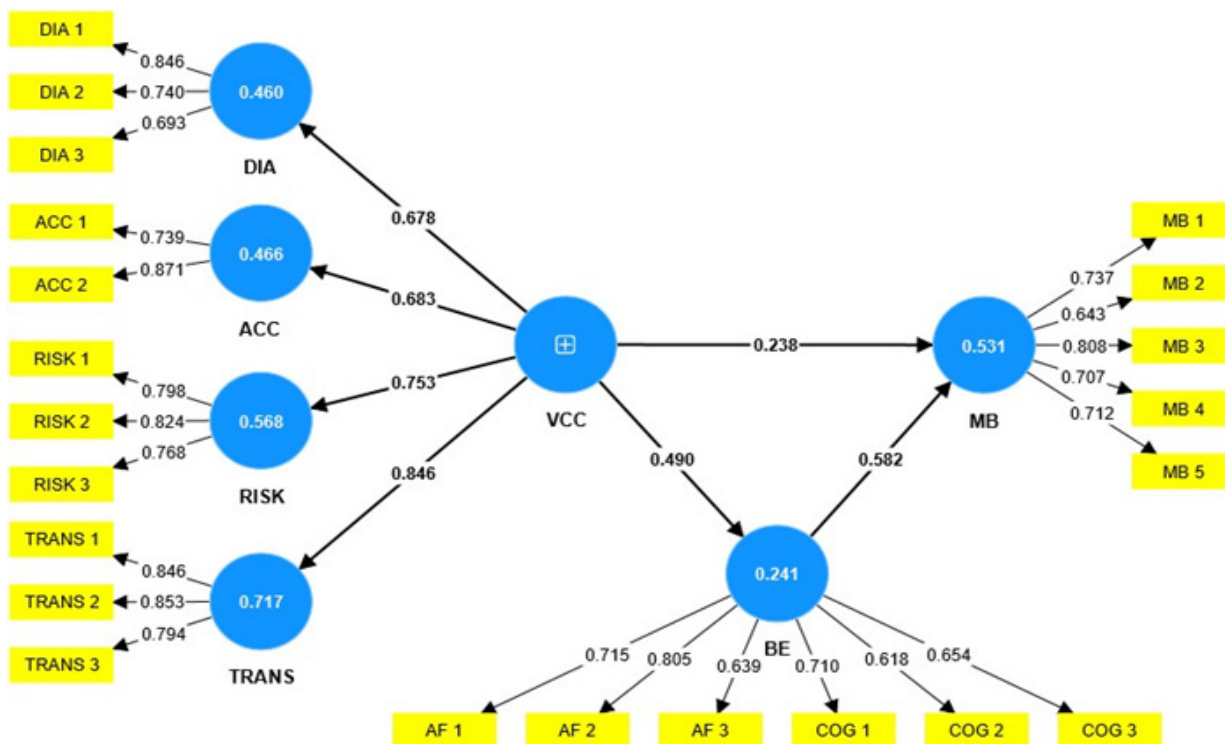 DIA 1
0.846
DIA 2
0.740
0.460
0.693
DIA 3
DIA
0.678
ACC 1
0.739
0.466
ACC 2
0.871
ACC
0.683
RISK 1
0.798
RISK 2
0.824
0.568
0.768
RISK 3
RISK
0.753
TRANS 1
0.846
TRANS 2
0.853
0.717
0.794
TRANS 3
TRANS
0.846
VCC
0.238
0.490
0.582
0.531
MB
0.737
MB 1
0.643
MB 2
0.808
MB 3
0.707
MB 4
0.712
MB 5
0.241
BE
0.715
0.805
0.639
0.710
0.618
0.654
AF 1
AF 2
AF 3
COG 1
COG 2
COG 3